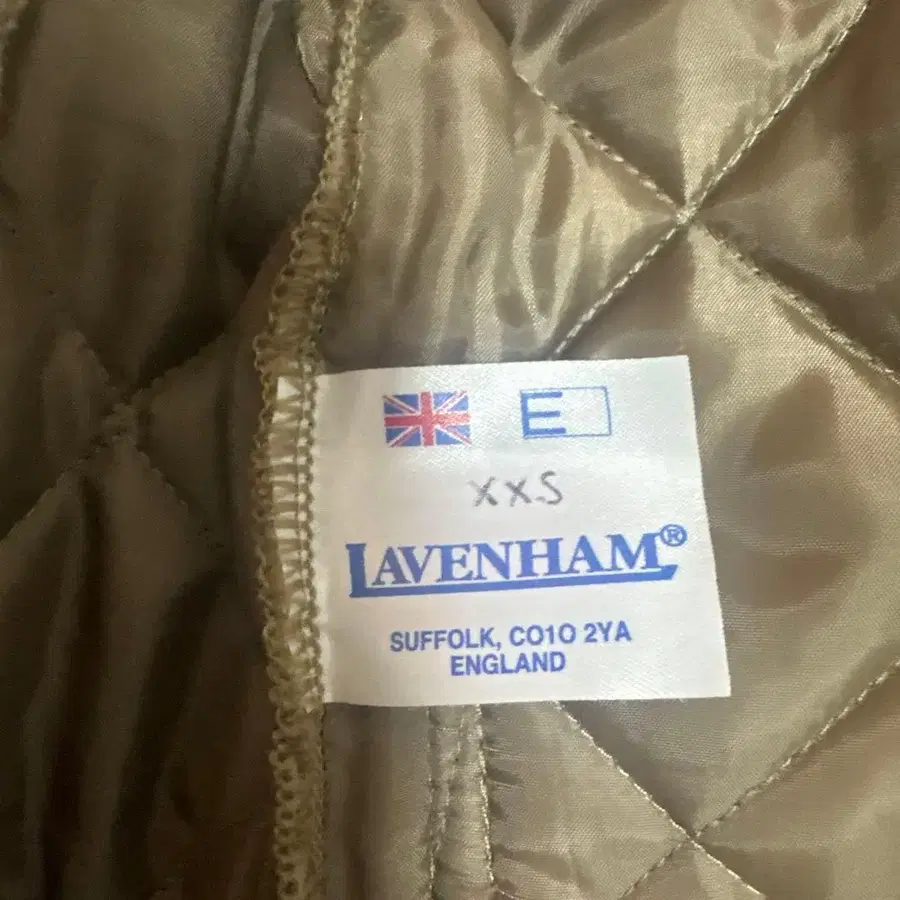 E
XXS
LAVENHAM®
SUFFOLK, CO10 2YA
ENGLAND